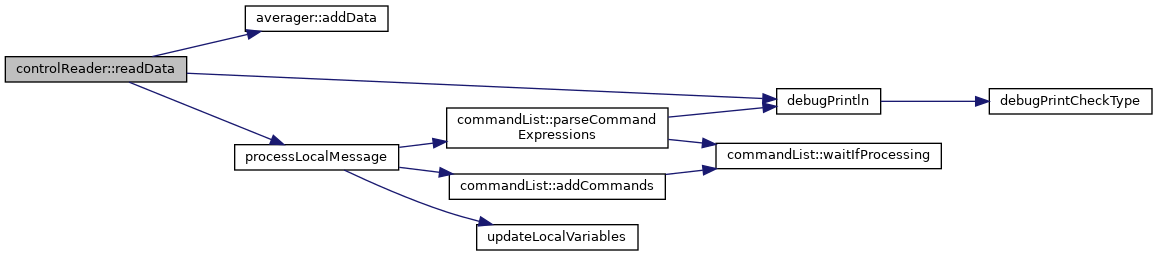 averager::addData
controlReader::readData
debugPrintln
debugPrintCheckType
commandList::parseCommand
Expressions
processLocalMessage
commandList::waitIfProcessing
commandList::addCommands
updateLocalVariables